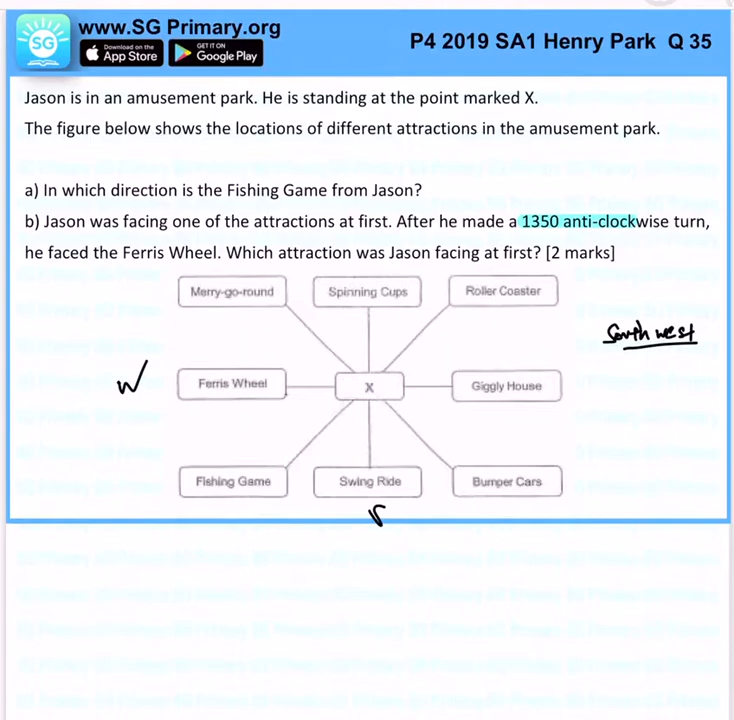 SG
www.SG Primary.org
Download on the
App Store
GET IT ON
Google Play
P4 2019 SA1 Henry Park Q 35
Jason is in an amusement park. He is standing at the point marked X.
The figure below shows the locations of different attractions in the amusement park.
a) In which direction is the Fishing Game from Jason?
b) Jason was facing one of the attractions at first. After he made a 1350 anti-clockwise turn,
he faced the Ferris Wheel. Which attraction was Jason facing at first? [2 marks]
Merry-go-round Spinning Cups Roller Coaster
South west
W Ferris Wheel X Giggly House
Fishing Game Swing Ride Bumper Cars